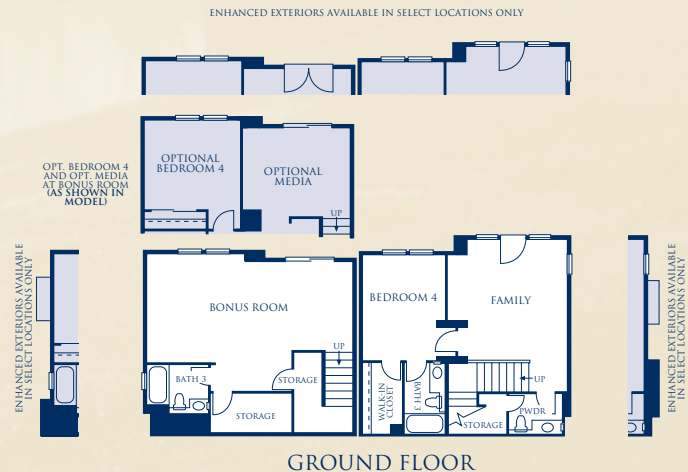 ENHANCED EXTERIORS AVAILABLE IN SELECT LOCATIONS ONLY
OPTIONAL
BEDROOM 4
OPTIONAL
MEDIA
UP
OPT. BEDROOM 4
AND OPT. MEDIA
AT BONUS ROOM
(AS SHOWN IN
MODEL)
ENHANCED EXTERIORS AVAILABLE
IN SELECT LOCATIONS ONLY
BONUS ROOM
UP
BATH 3
STORAGE
STORAGE
BEDROOM 4
FAMILY
WALK-IN
CLOSET
BATH 3
UP
STORAGE
PWDR
ENHANCED EXTERIORS AVAILABLE
IN SELECT LOCATIONS ONLY
GROUND FLOOR